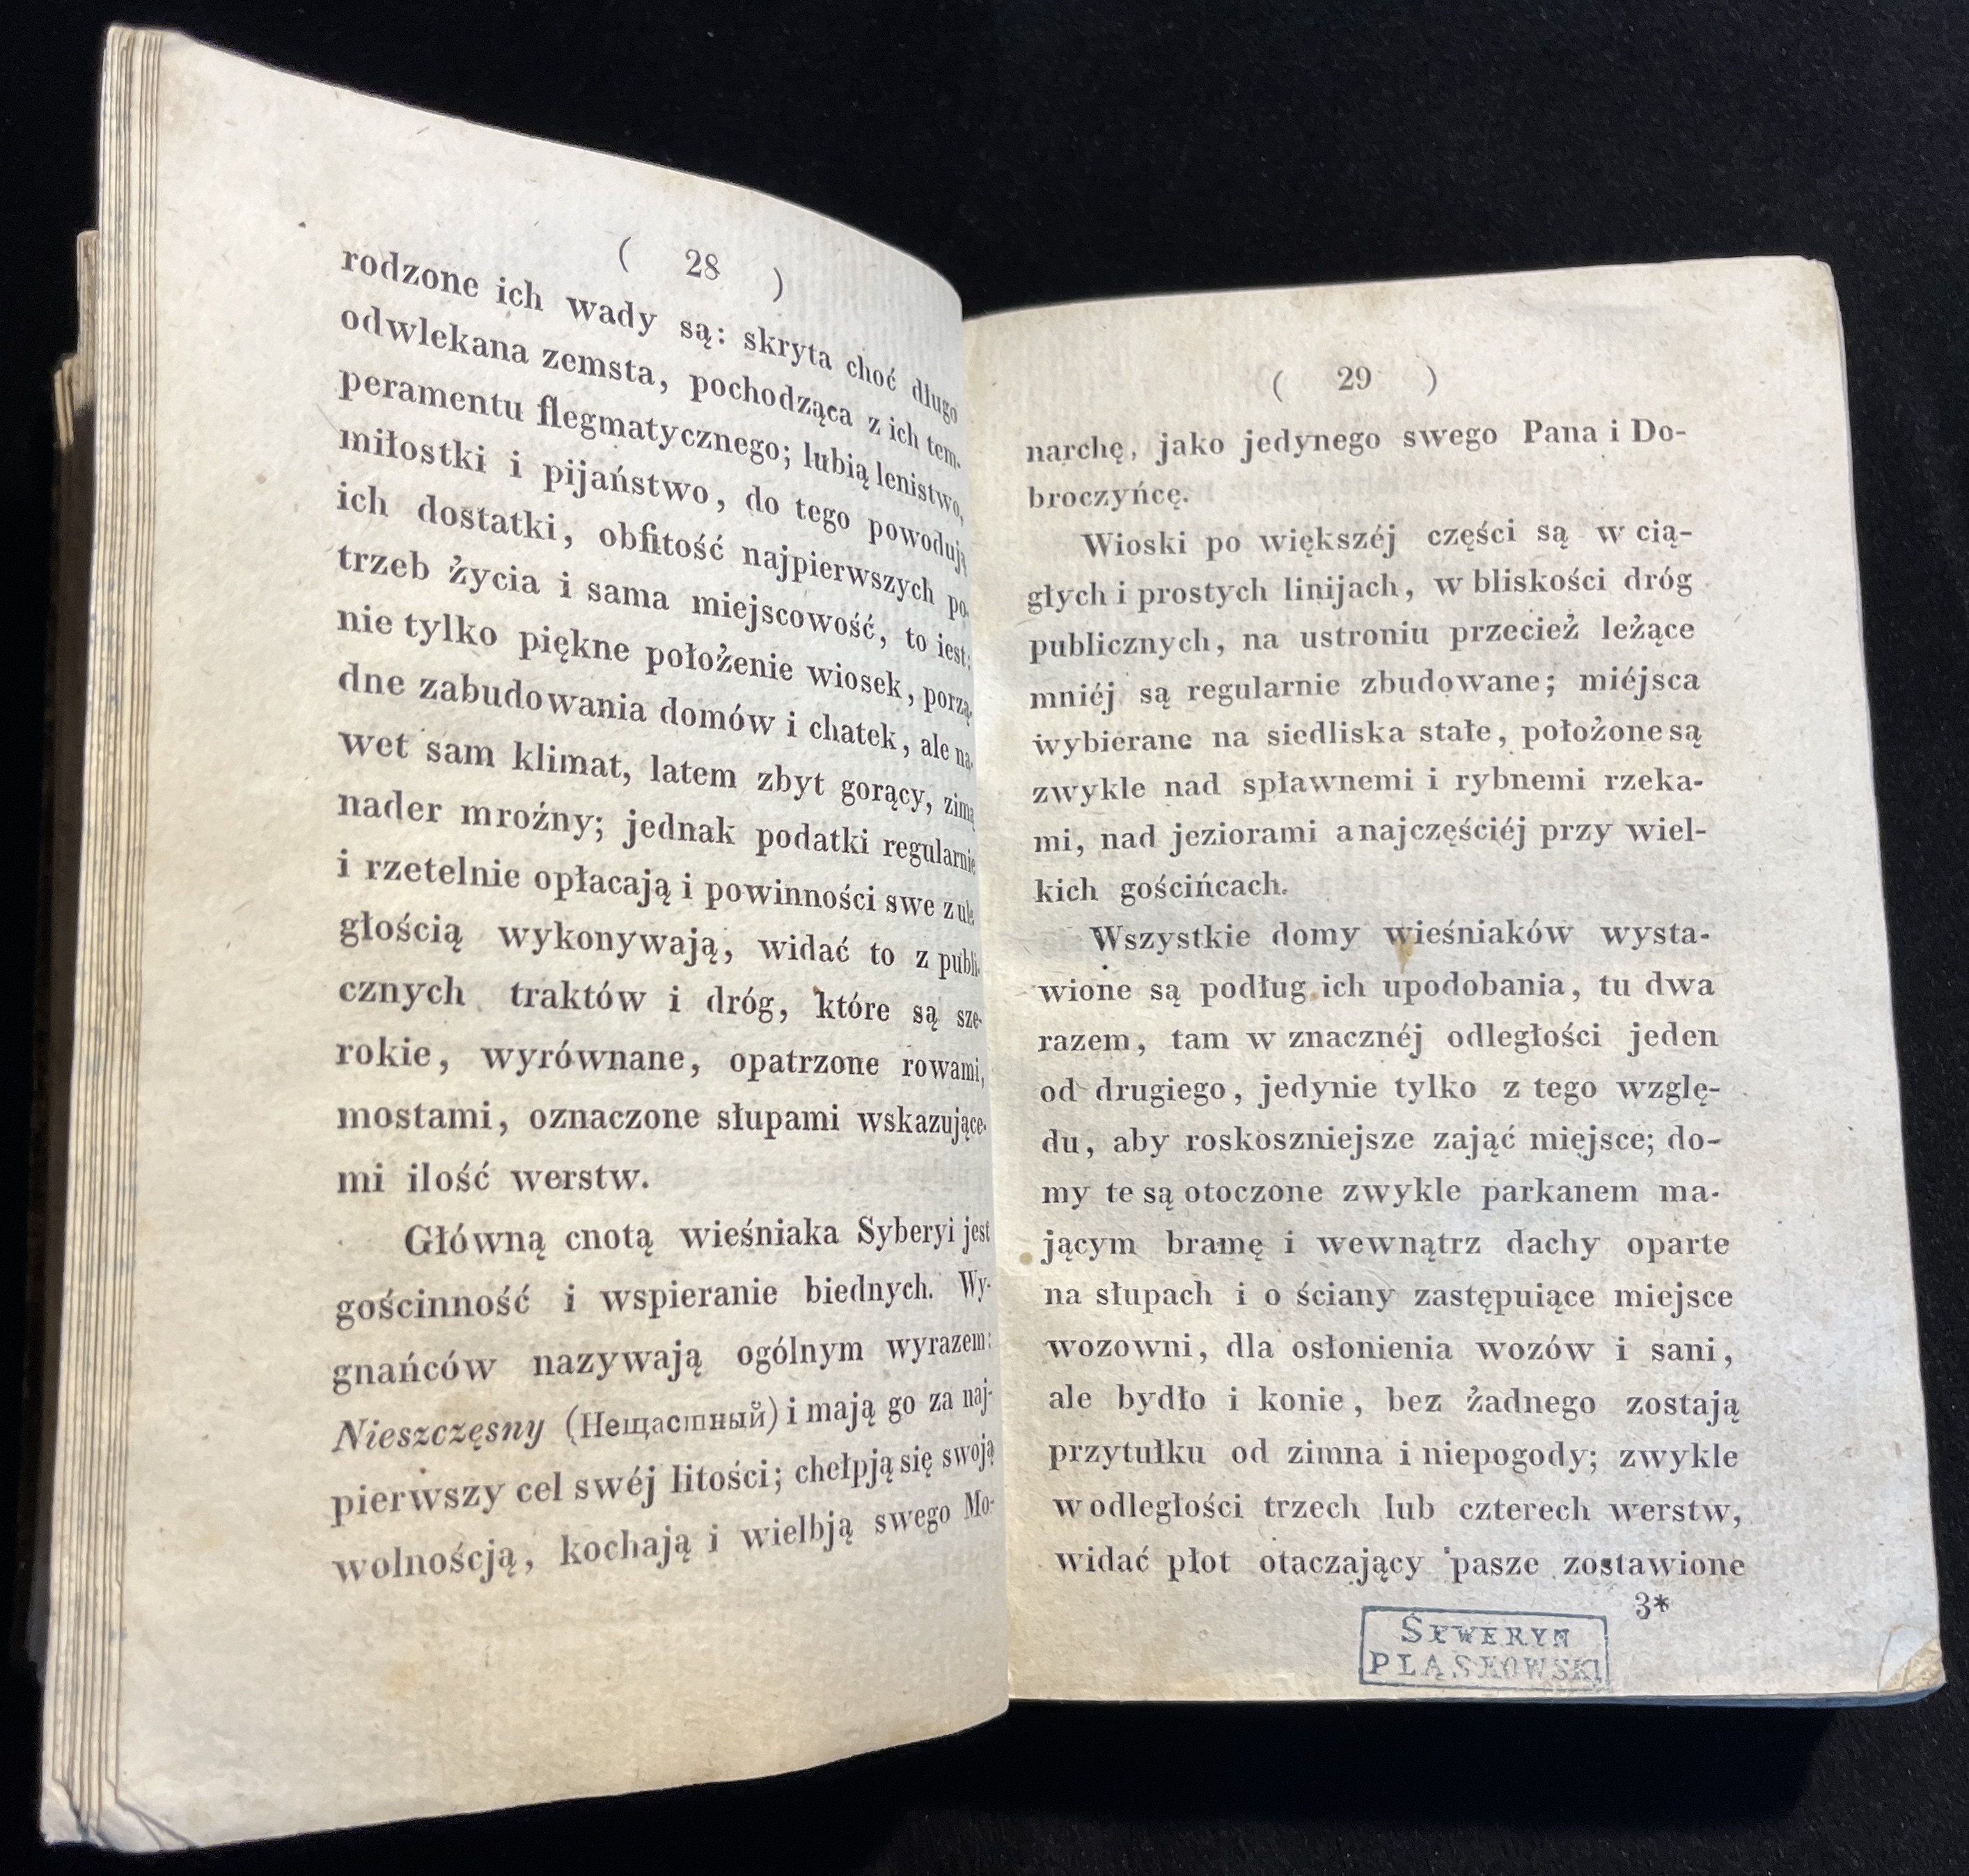 ( 28 )
rodzone ich wady są: skryta choć długo
odwlekana zemsta, pochodząca z ich tem-
peramentu flegmatycznego; lubią lenistwo,
miłostki i pijaństwo, do tego powodują
ich dostatki, obfitość najpierwszych po-
trzeb życia i sama miejscowość, to iest:
nie tylko piękne położenie wiosek, porzą-
dne zabudowania domów i chatek, ale na-
wet sam klimat, latem zbyt gorący, zimą
nader mroźny; jednak podatki regularnie
i rzetelnie opłacają i powinności swe z ule-
głością wykonywają, widać to z publi-
cznych traktów i dróg, które są sze-
rokie, wyrównane, opatrzone rowami,
mostami, oznaczone słupami wskazujące-
mi ilość werstw.
Główną cnotą wieśniaka Syberyi jest
gościnność i wspieranie biednych. Wy-
gnańców nazywają ogólnym wyrazem:
Nieszczęsny (Нещастный) i mają go za naj-
pierwszy cel swéj litości; chełpją się swoją
wolnością, kochają i wielbją swego Mo-
( 29 )
narchę, jako jedynego swego Pana i Do-
broczyńcę.
Wioski po większéj części są w cią-
głych i prostych linijach, w bliskości dróg
publicznych, na ustroniu przecież leżące
mniéj są regularnie zbudowane; miéjsca
wybierane na siedliska stałe, położone są
zwykle nad spławnemi i rybnemi rzeka-
mi, nad jeziorami a najczęściéj przy wiel-
kich gościńcach.
Wszystkie domy wieśniaków wysta-
wione są podług ich upodobania, tu dwa
razem, tam w znacznéj odległości jeden
od drugiego, jedynie tylko z tego wzglę-
du, aby roskoszniejsze zająć miejsce; do-
my te są otoczone zwykle parkanem ma-
jącym bramę i wewnątrz dachy oparte
na słupach i o ściany zastępuiące miejsce
wozowni, dla osłonienia wozów i sani,
ale bydło i konie, bez żadnego zostają
przytułku od zimna i niepogody; zwykle
w odległości trzech lub czterech werstw,
widać płot otaczający pasze zostawione
3*
SEWERYN
PLĄSKOWSKI